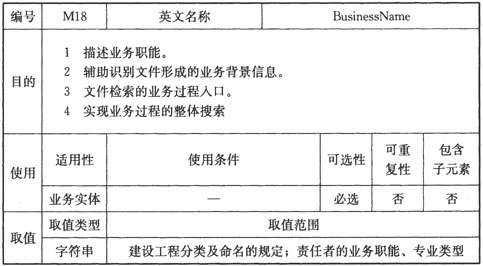 编号 M18 英文名称 BusinessName
目的
1 描述业务职能。
2 辅助识别文件形成的业务背景信息。
3 文件检索的业务过程入口。
4 实现业务过程的整体搜索
使用
适用性 使用条件 可选性 可重复性 包含子元素
业务实体 — 必选 否 否
取值
取值类型 取值范围
字符串 建设工程分类及命名的规定；责任者的业务职能、专业类型